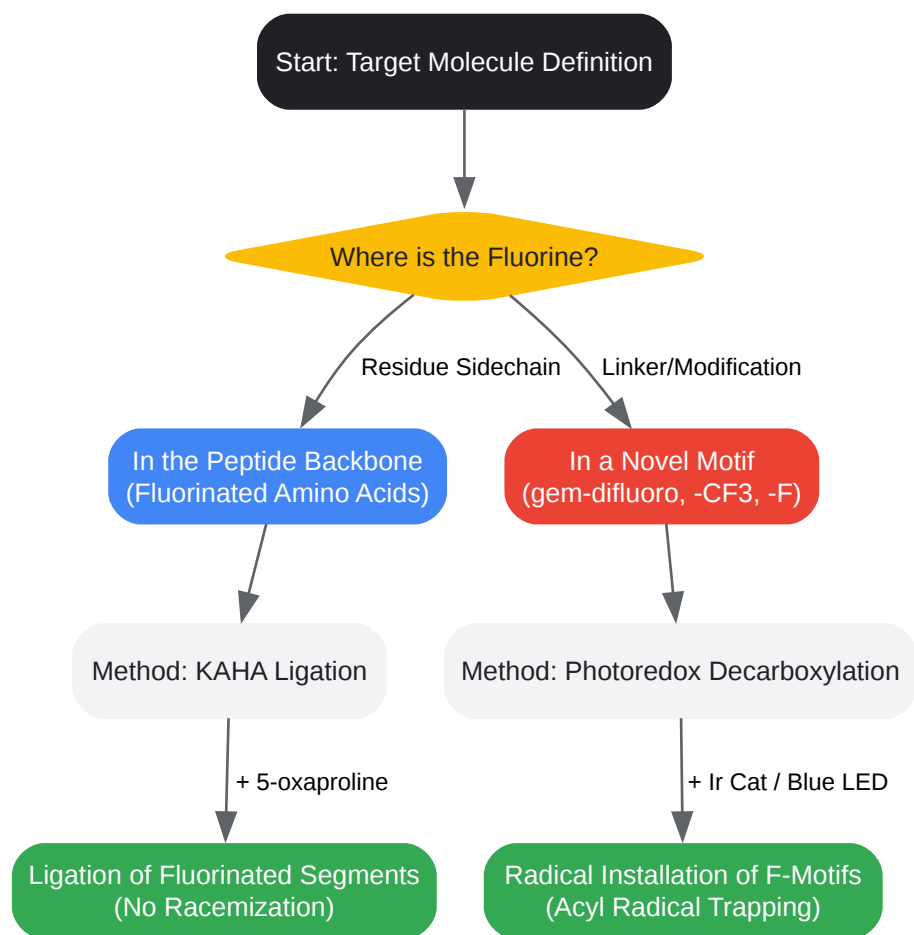 Start: Target Molecule Definition
Where is the Fluorine?
Residue Sidechain
Linker/Modification
In the Peptide Backbone
(Fluorinated Amino Acids)
In a Novel Motif
(gem-difluoro, -CF3, -F)
Method: KAHA Ligation
Method: Photoredox Decarboxylation
+ 5-oxaproline
+ Ir Cat / Blue LED
Ligation of Fluorinated Segments
(No Racemization)
Radical Installation of F-Motifs
(Acyl Radical Trapping)